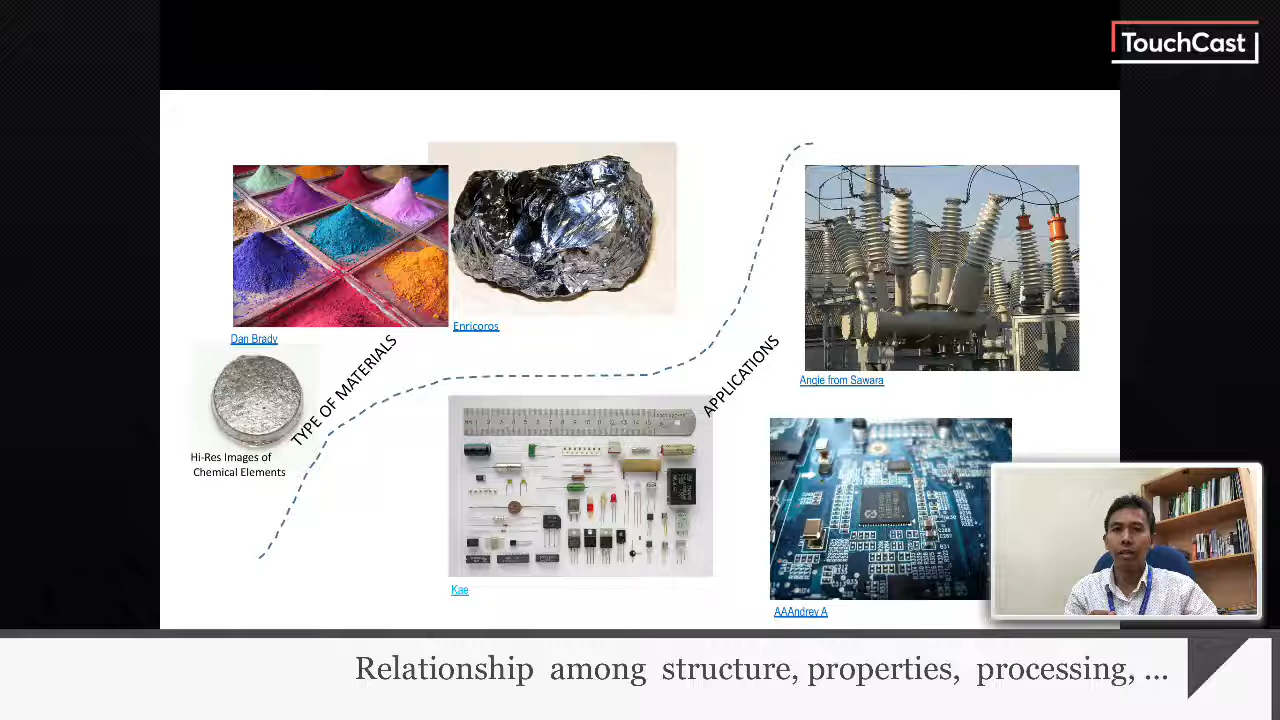 TouchCast
Dan Brady
Enricoros
TYPE OF MATERIALS
Hi-Res Images of
Chemical Elements
APPLICATIONS
Angie from Sawara
Kae
AAAndrey A
Relationship among structure, properties, processing, ...